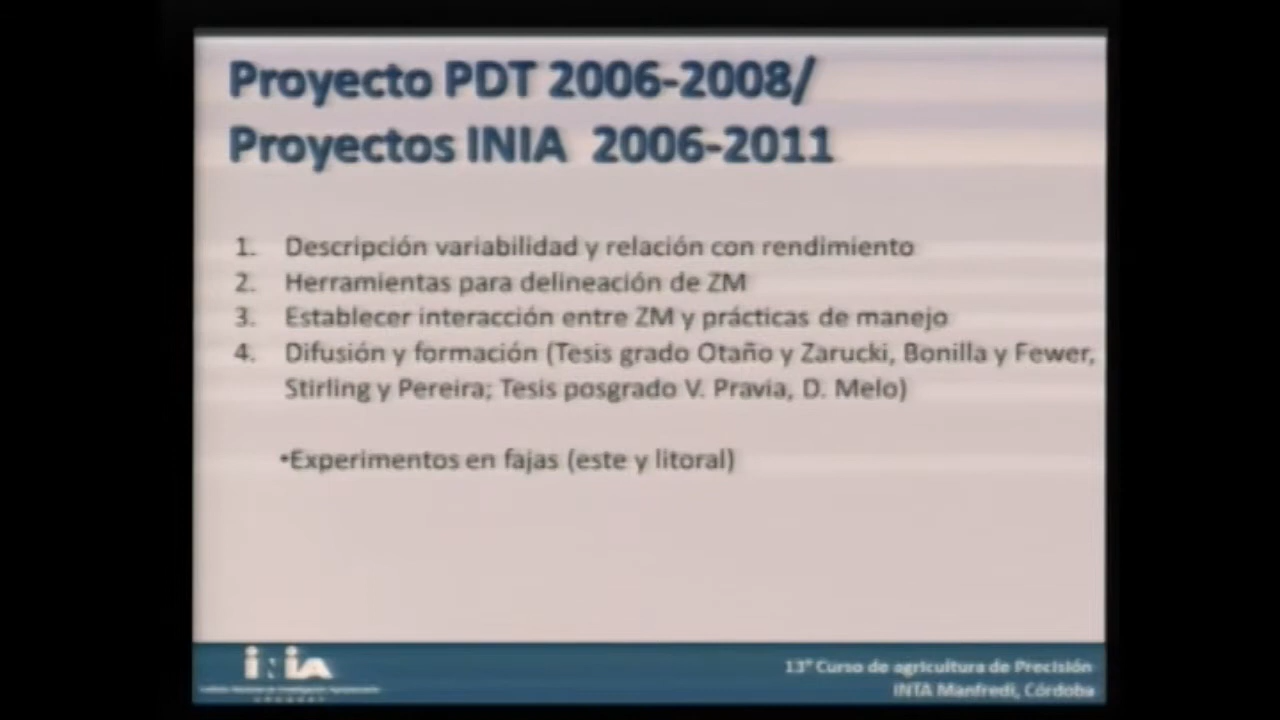 Proyecto PDT 2006-2008/
Proyectos INIA 2006-2011
1. Descripción variabilidad y relación con rendimiento
2. Herramientas para delineación de ZM
3. Establecer interacción entre ZM y prácticas de manejo
4. Difusión y formación (Tesis grado Otaño y Zarucki, Bonilla y Fewer,
Stirling y Pereira; Tesis posgrado V. Pravia, D. Melo)
•Experimentos en fajas (este y litoral)
iNiA
13° Curso de agricultura de Precisión
INTA Manfredi, Córdoba